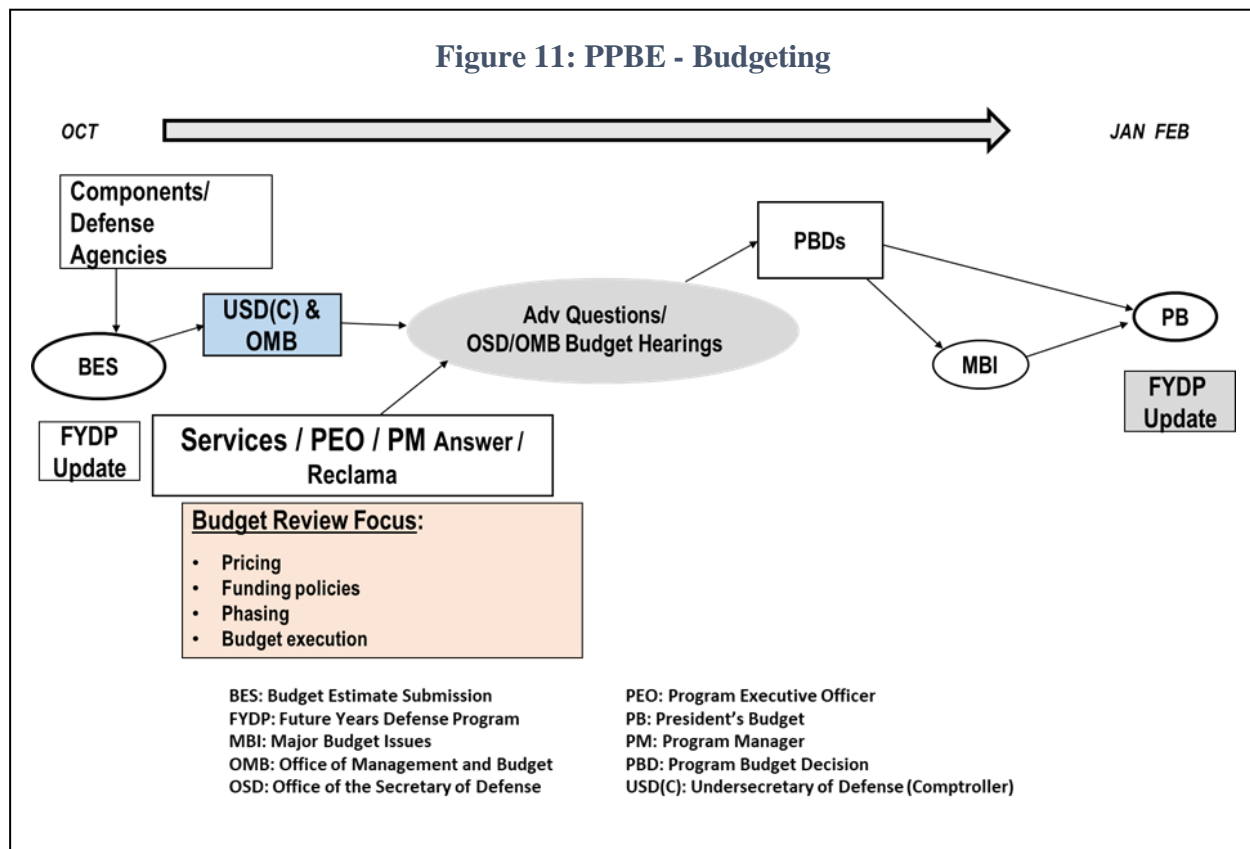 Figure 11: PPBE - Budgeting
OCT
JAN FEB
Components/
Defense
Agencies
PBDs
USD(C) &
OMB
Adv Questions/
OSD/OMB Budget Hearings
PB
BES
MBI
FYDP
Update
FYDP
Update
Services / PEO / PM Answer /
Reclama
Budget Review Focus:
• Pricing
• Funding policies
• Phasing
• Budget execution
BES: Budget Estimate Submission
FYDP: Future Years Defense Program
MBI: Major Budget Issues
OMB: Office of Management and Budget
OSD: Office of the Secretary of Defense
PEO: Program Executive Officer
PB: President's Budget
PM: Program Manager
PBD: Program Budget Decision
USD(C): Undersecretary of Defense (Comptroller)